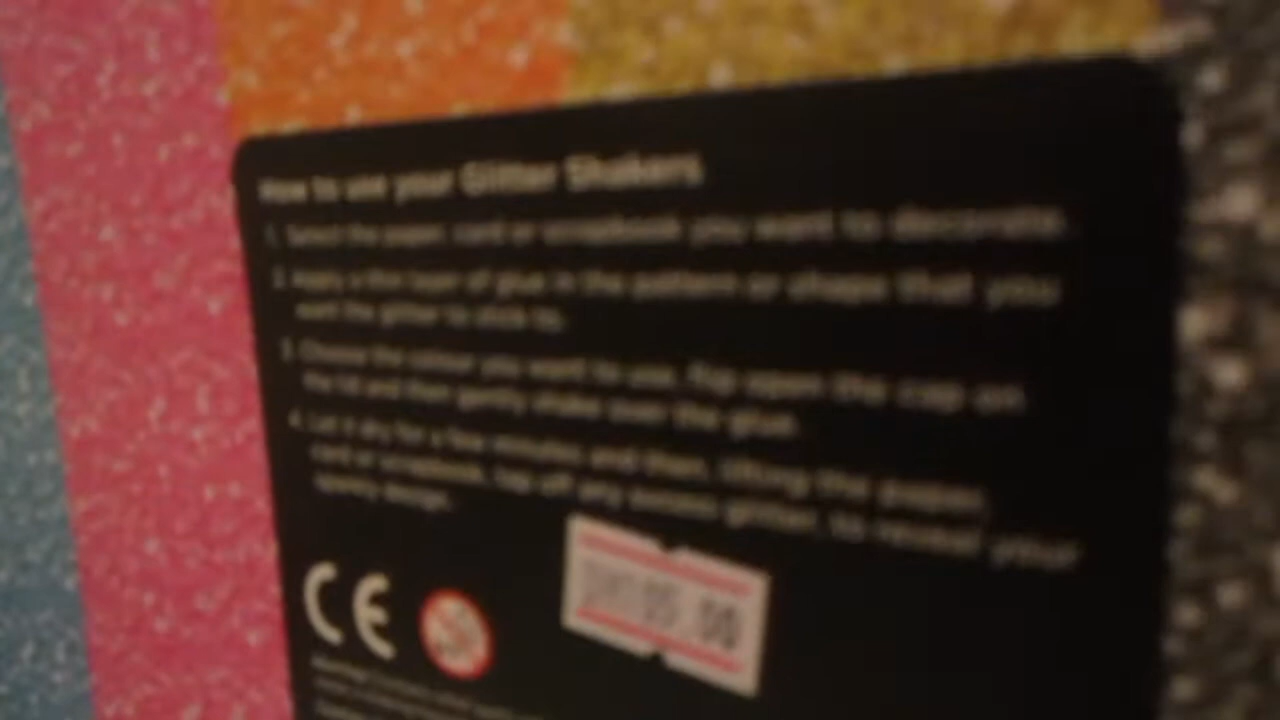 How to use your Glitter Shakers
1. Select the paper, card or scrapbook you want to decorate.
2. Apply a thin layer of glue in the pattern or shape that you
want the glitter to stick to.
3. Choose the colour you want to use, flip open the cap on
the lid and then gently shake over the glue.
4. Let it dry for a few minutes and then, tilting the paper,
card or scrapbook, tap off any excess glitter, to reveal your
sparkly design.
CE